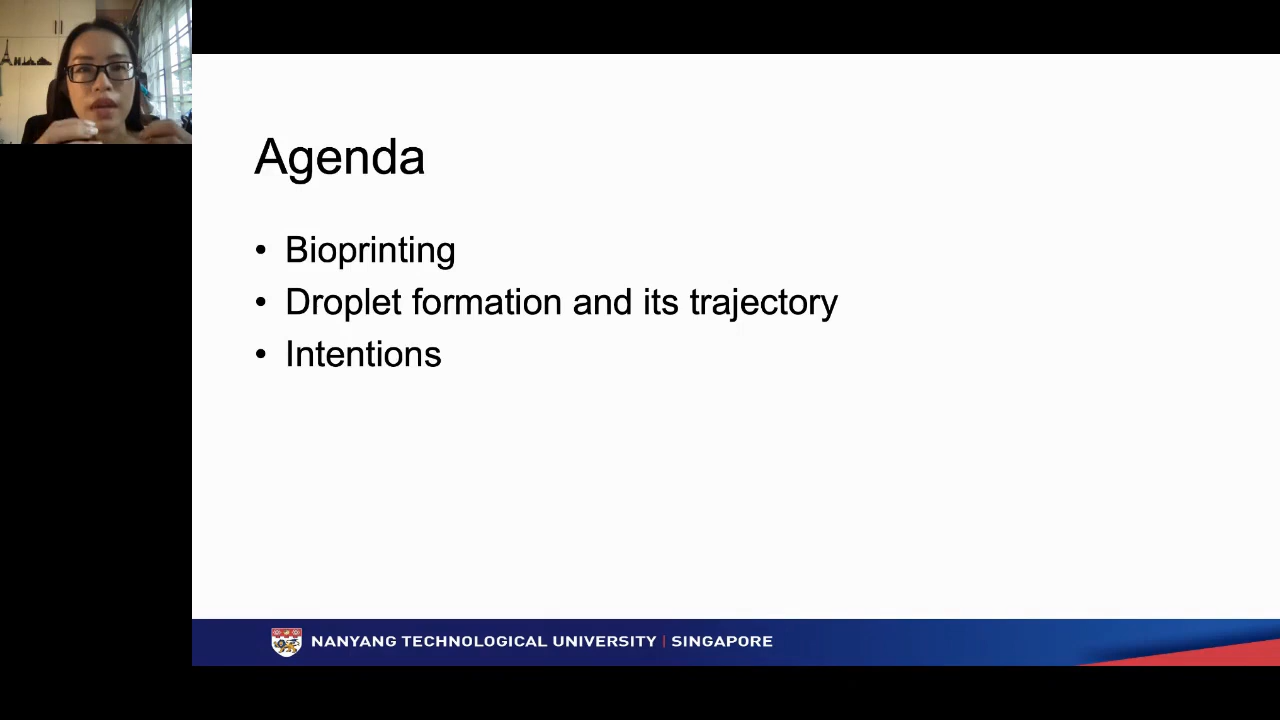 Agenda
• Bioprinting
• Droplet formation and its trajectory
• Intentions
NANYANG TECHNOLOGICAL UNIVERSITY | SINGAPORE